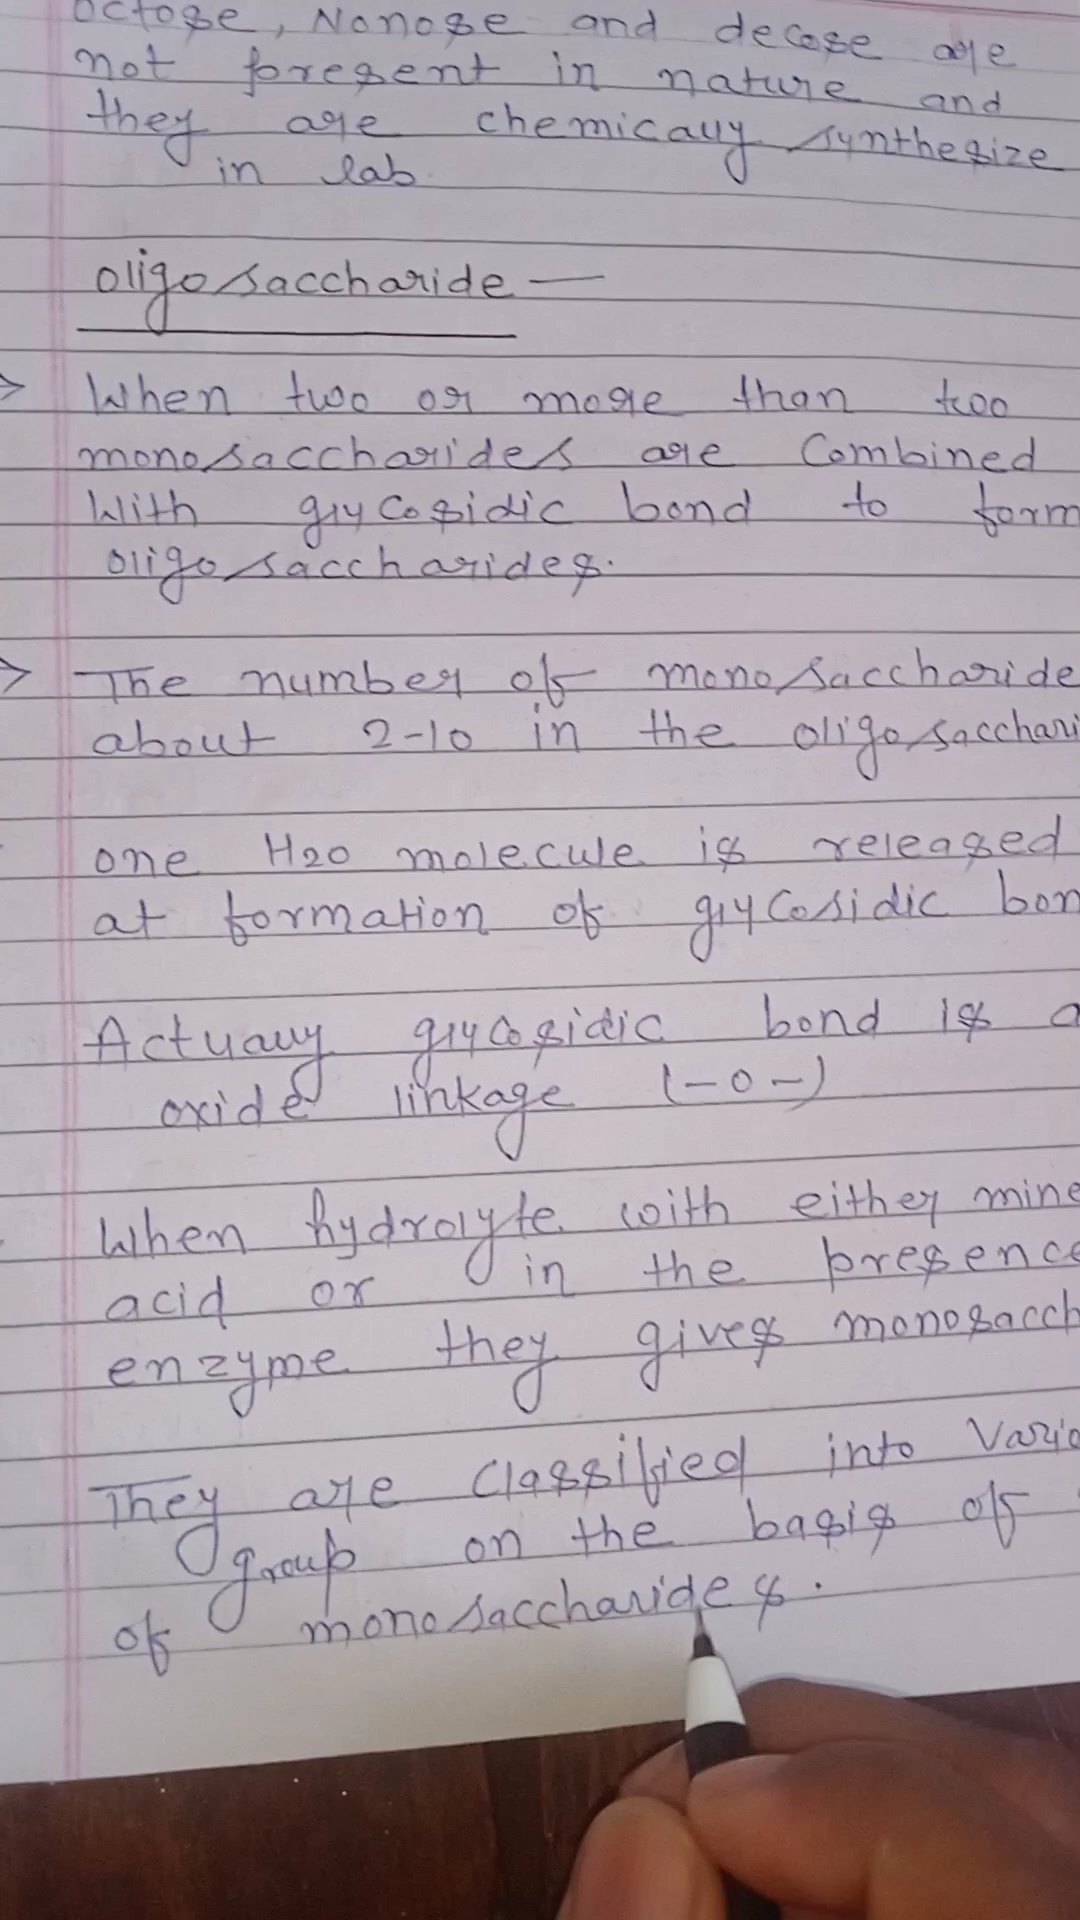 octose, Nonose and decose are
not present in nature and
they are chemically synthesize
in lab
oligosaccharide —
> When two or more than two
monosaccharides are combined
With glycosidic bond to form
oligosaccharides.
> The number of monosaccharide
about 2-10 in the oligosacchari
one H2O molecule is released
at formation of glycosidic bon
Actually glycosidic bond is a
oxide linkage (-o-)
When hydrolyte with either mine
acid or in the presence
enzyme they gives monosacch
They are classified into vario
group on the basis of
of monosaccharides.